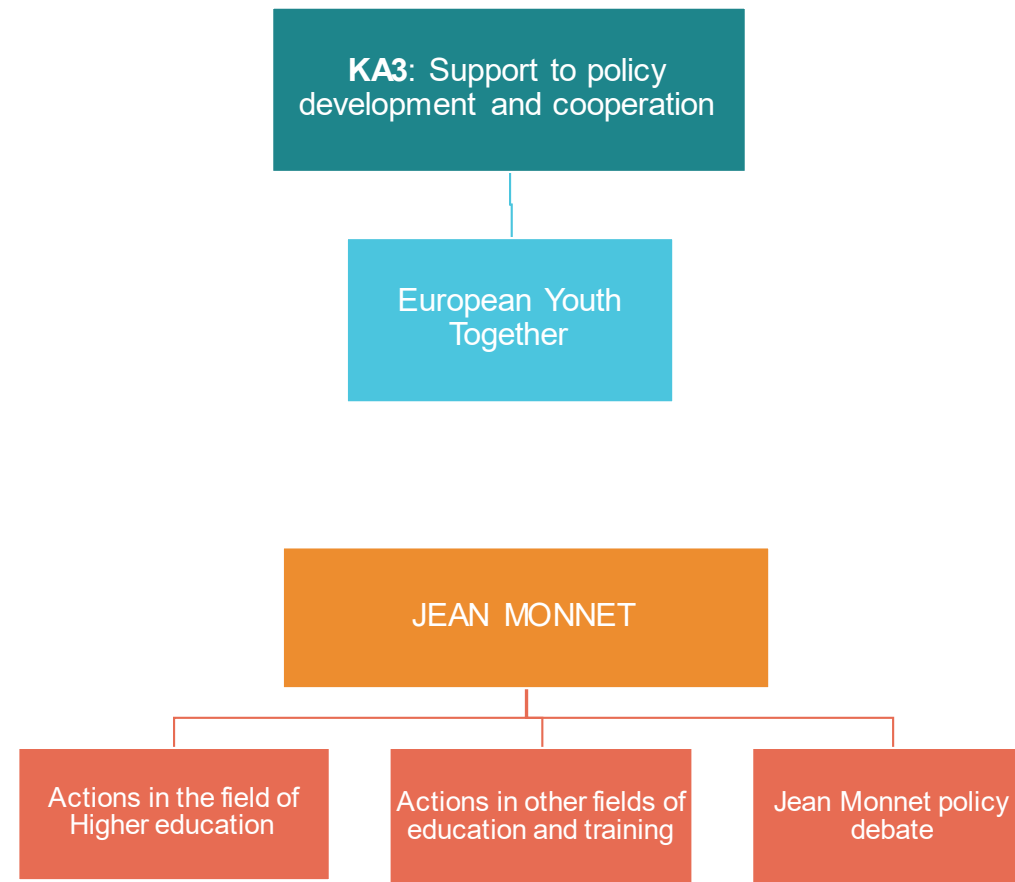 KA3: Support to policy
development and cooperation
European Youth
Together
JEAN MONNET
Actions in the field of
Higher education
Actions in other fields of
education and training
Jean Monnet policy
debate